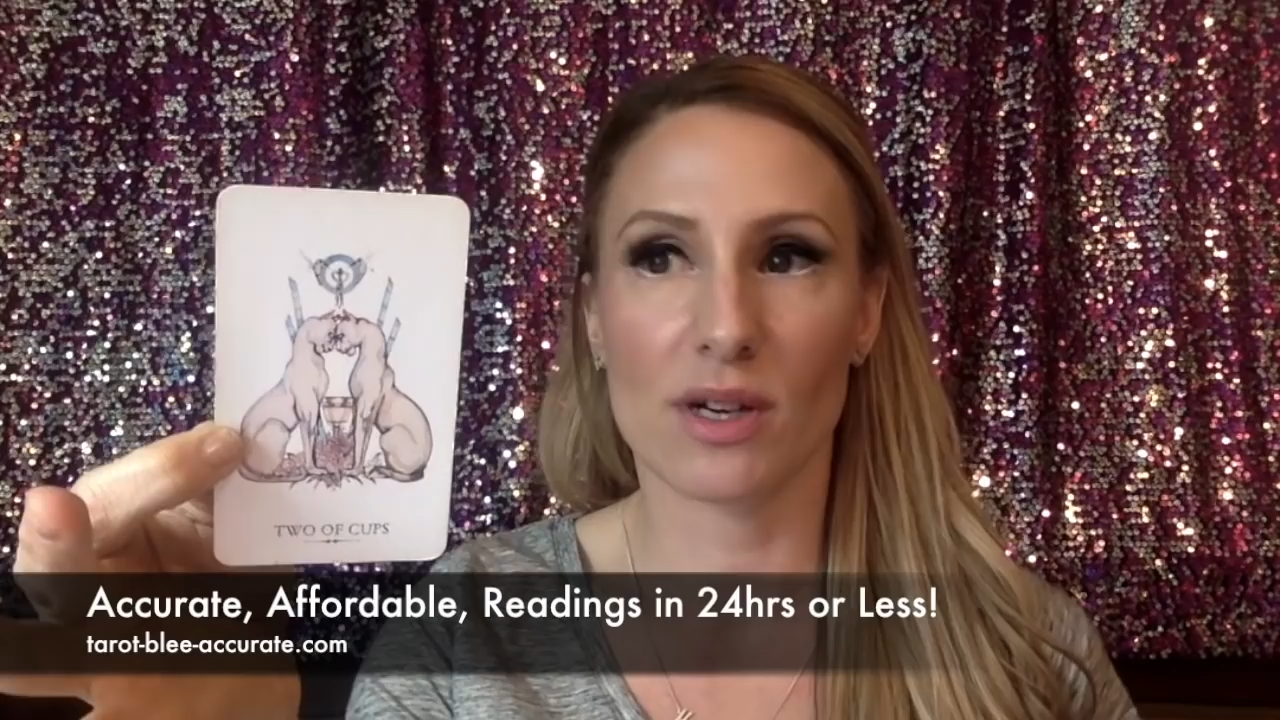 TWO OF CUPS
Accurate, Affordable, Readings in 24hrs or Less!
tarot-blee-accurate.com